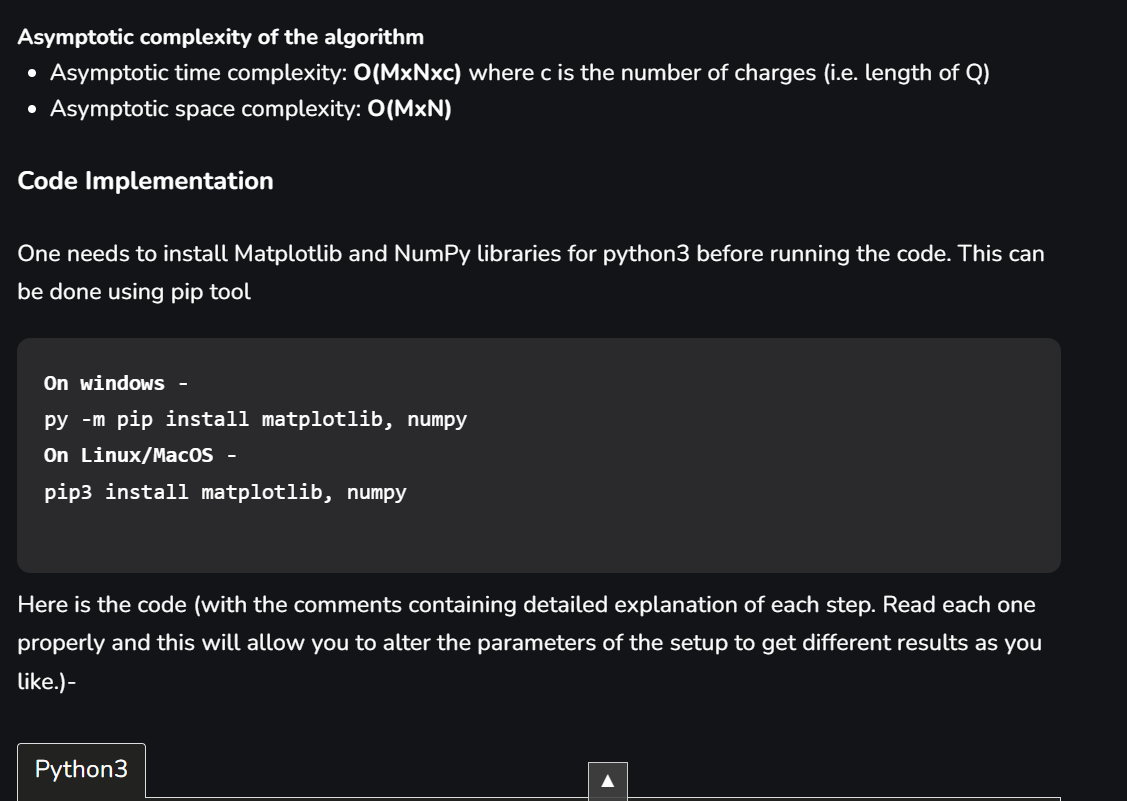 Asymptotic complexity of the algorithm
• Asymptotic time complexity: O(MxNxc) where c is the number of charges (i.e. length of Q)
• Asymptotic space complexity: O(MxN)
Code Implementation
One needs to install Matplotlib and NumPy libraries for python3 before running the code. This can
be done using pip tool
On windows -
py -m pip install matplotlib, numpy
On Linux/MacOS -
pip3 install matplotlib, numpy
Here is the code (with the comments containing detailed explanation of each step. Read each one
properly and this will allow you to alter the parameters of the setup to get different results as you
like.)-
Python3
▲